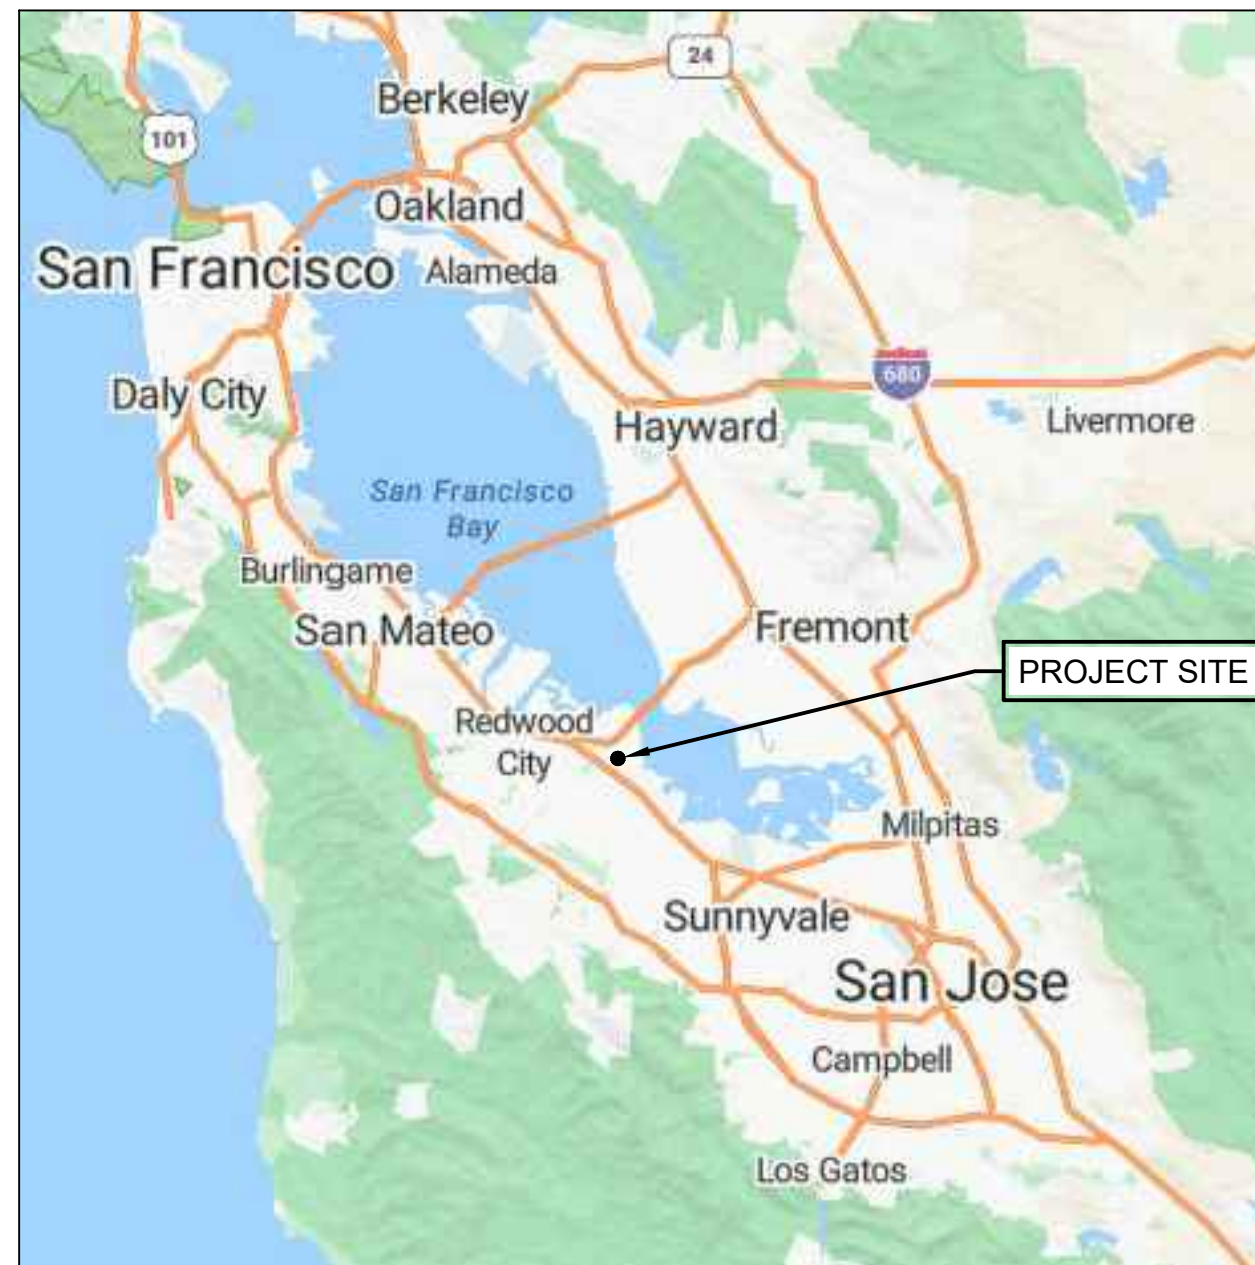 24
Berkeley
101
Oakland
San Francisco
Alameda
680
Daly City
Livermore
Hayward
San Francisco
Bay
Burlingame
San Mateo
Fremont
PROJECT SITE
Redwood
City
Milpitas
Sunnyvale
San Jose
Campbell
Los Gatos